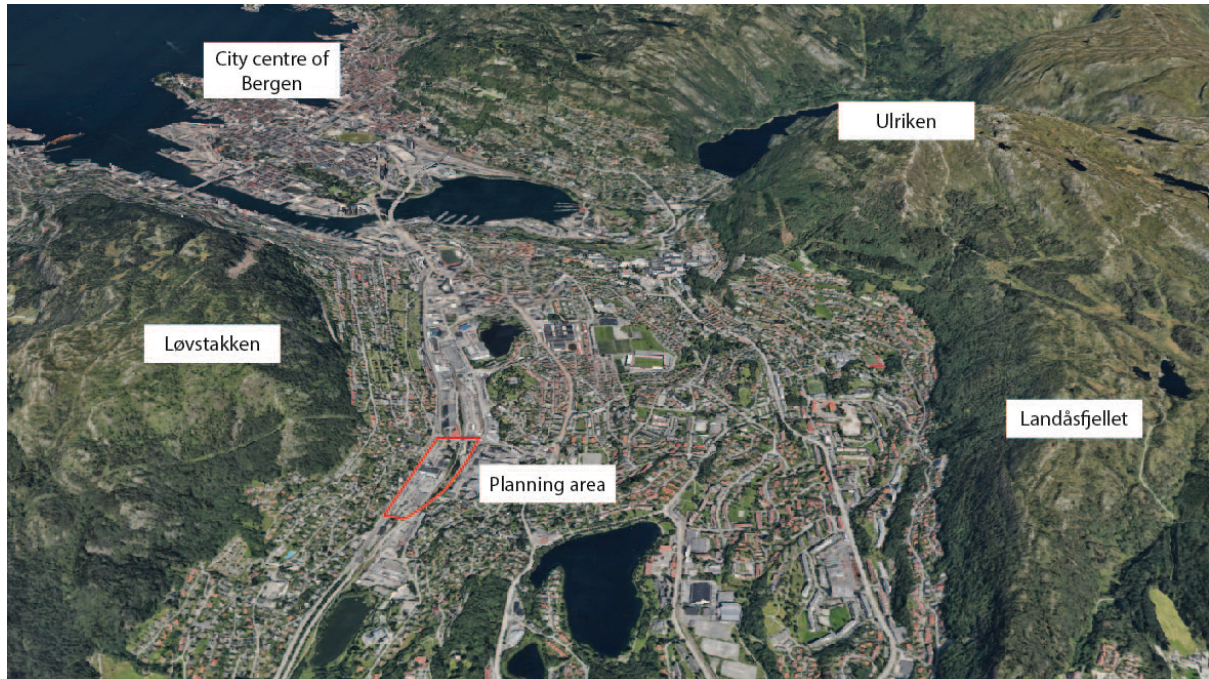 City centre of
Bergen
Ulriken
Løvstakken
Landåsfjellet
Planning area